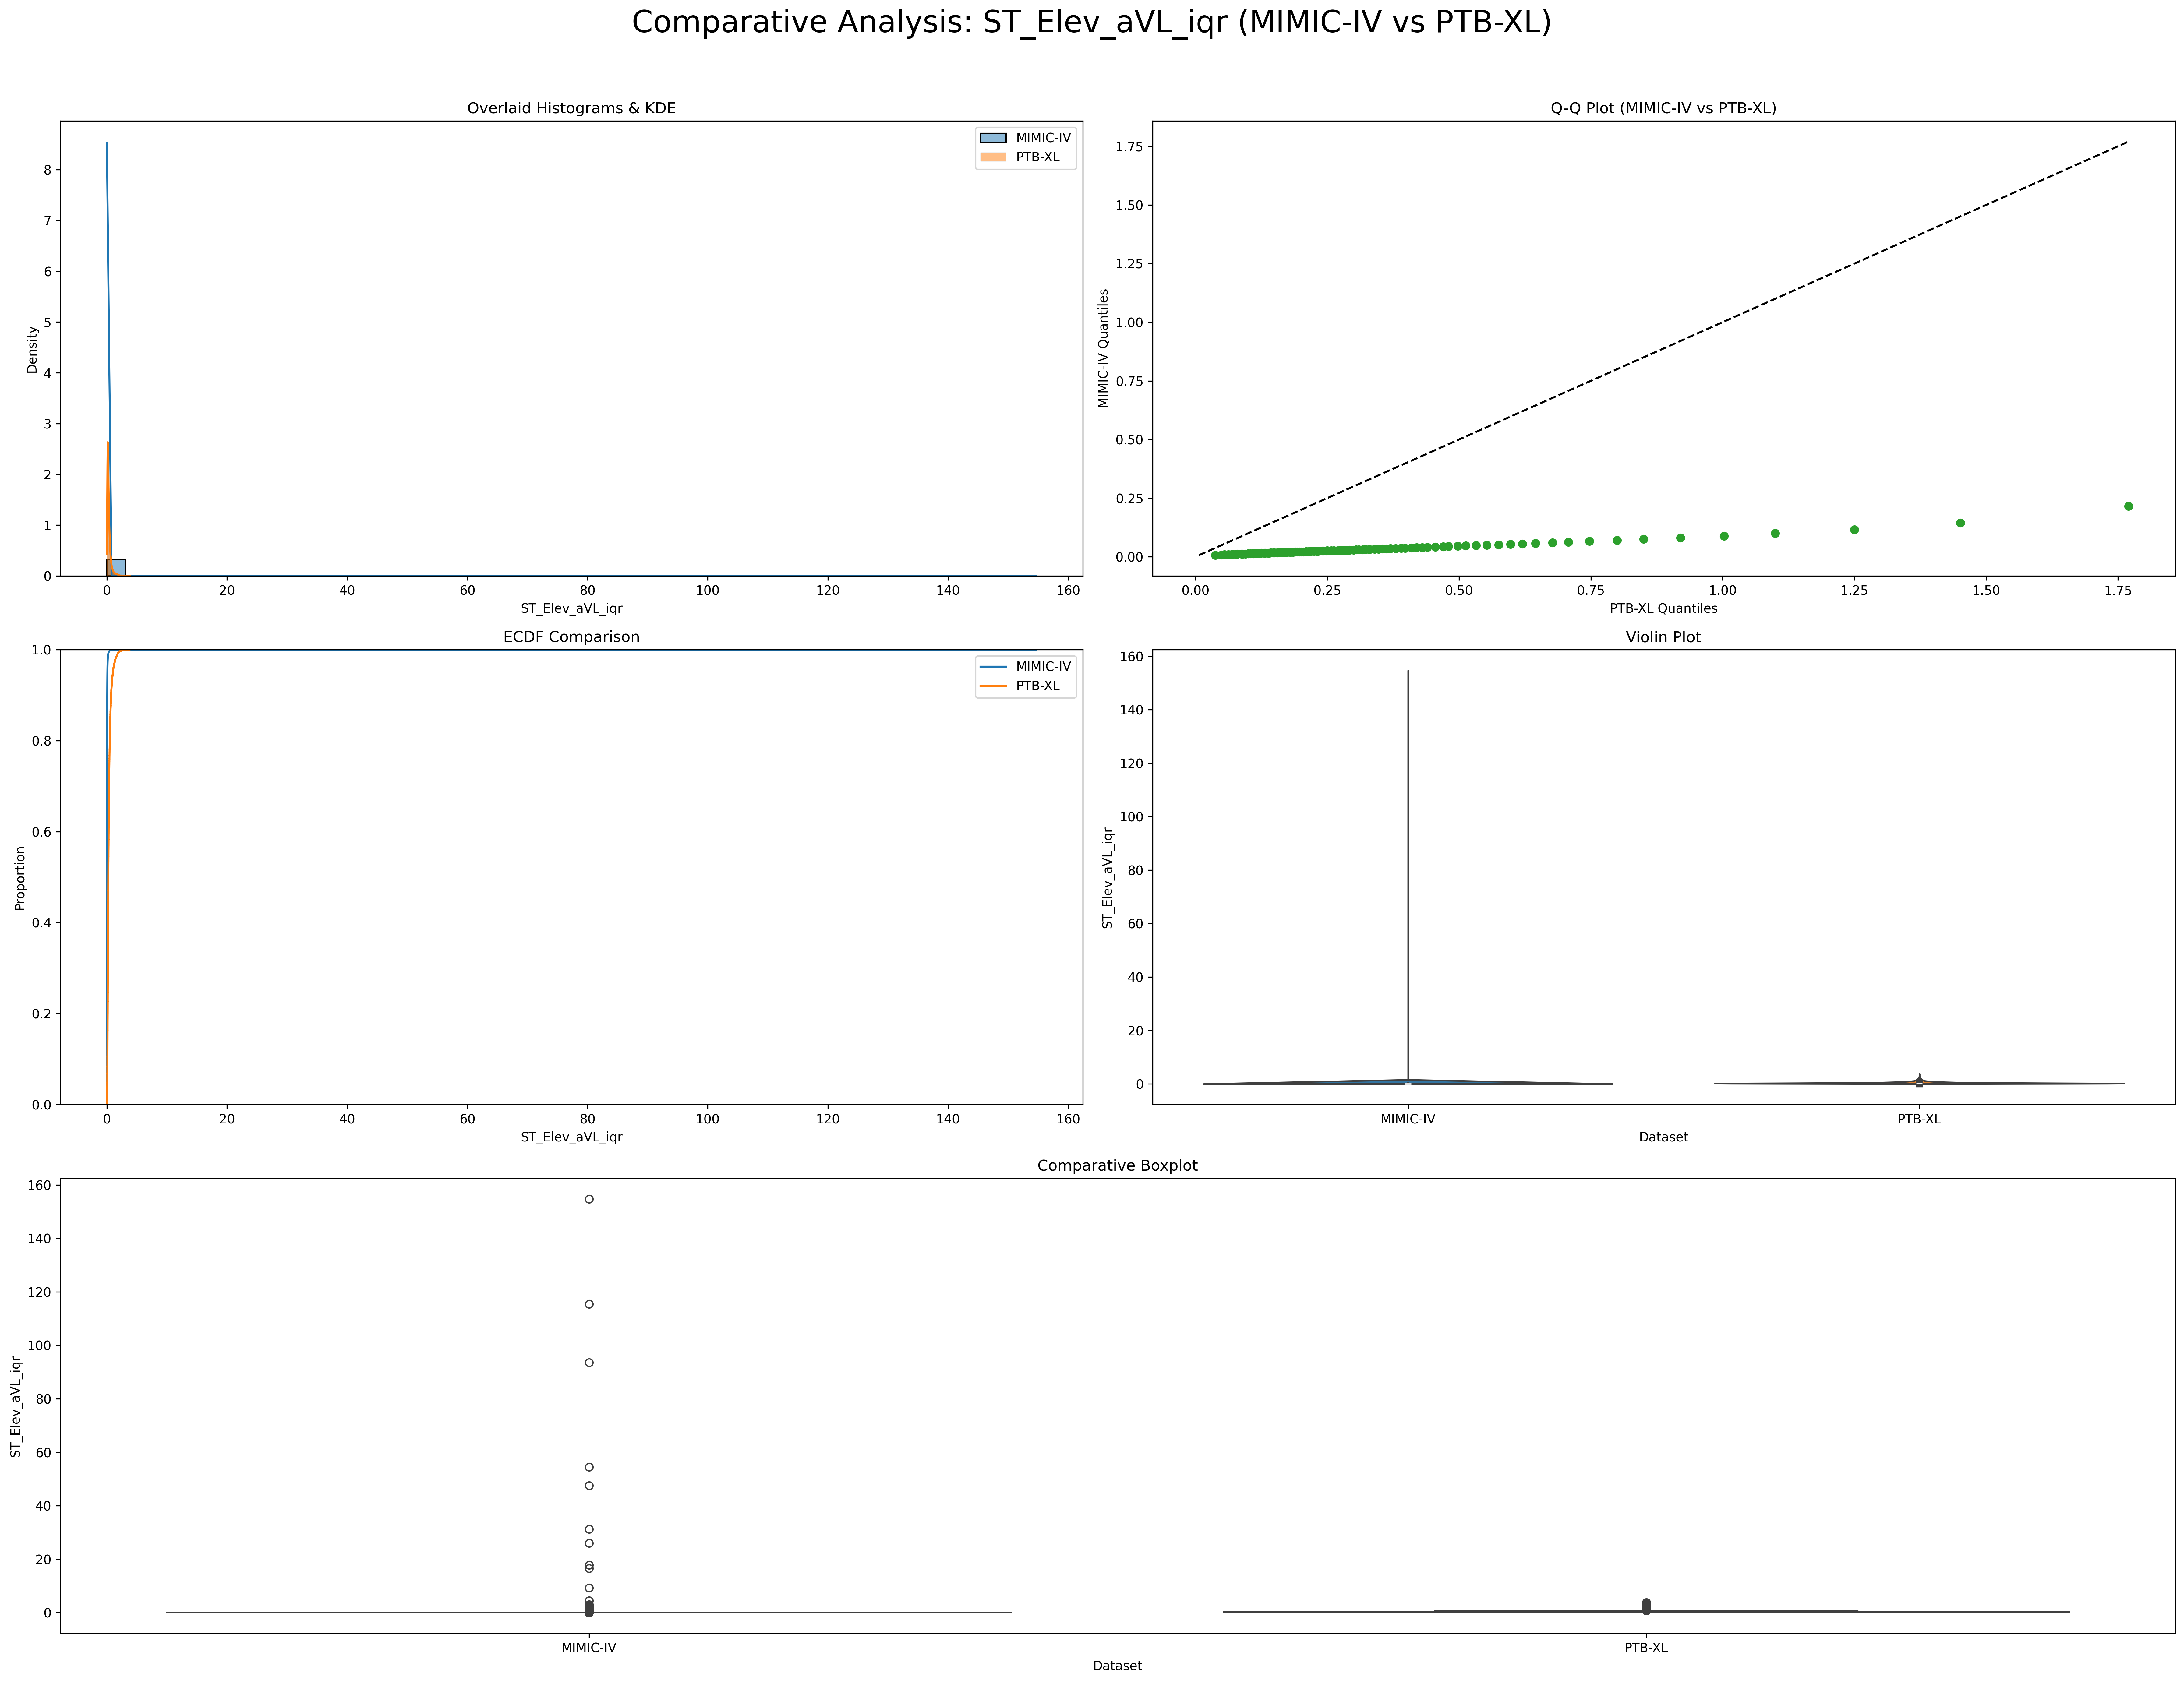 Comparative Analysis: ST_Elev_aVL_iqr (MIMIC-IV vs PTB-XL)
Overlaid Histograms & KDE
Density
8
7
6
5
4
3
2
1
0
MIMIC-IV
PTB-XL
0 20 40 60 80 100 120 140 160
ST_Elev_aVL_iqr
Q-Q Plot (MIMIC-IV vs PTB-XL)
MIMIC-IV Quantiles
1.75
1.50
1.25
1.00
0.75
0.50
0.25
0.00
0.00 0.25 0.50 0.75 1.00 1.25 1.50 1.75
PTB-XL Quantiles
ECDF Comparison
Proportion
1.0
0.8
0.6
0.4
0.2
0.0
MIMIC-IV
PTB-XL
0 20 40 60 80 100 120 140 160
ST_Elev_aVL_iqr
Violin Plot
ST_Elev_aVL_iqr
160
140
120
100
80
60
40
20
0
MIMIC-IV PTB-XL
Dataset
Comparative Boxplot
ST_Elev_aVL_iqr
160
140
120
100
80
60
40
20
0
MIMIC-IV PTB-XL
Dataset